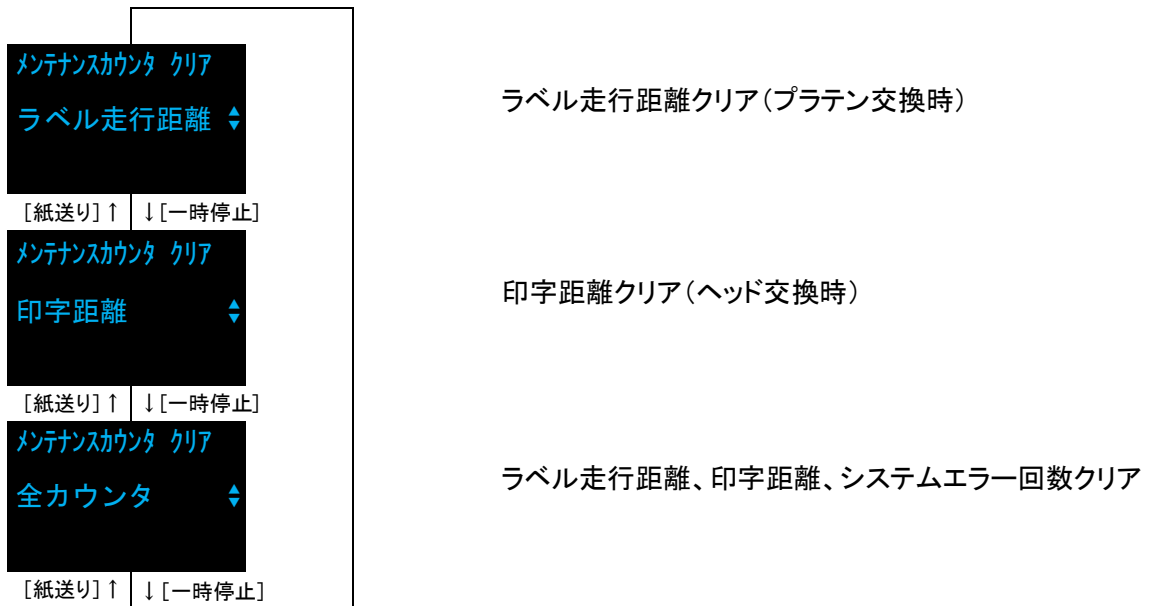 ﾒﾝﾃﾅﾝｽｶｳﾝﾀ ｸﾘｱ
ラベル走行距離
ラベル走行距離クリア（プラテン交換時）
［紙送り］↑ ↓［一時停止］
ﾒﾝﾃﾅﾝｽｶｳﾝﾀ ｸﾘｱ
印字距離
印字距離クリア（ヘッド交換時）
［紙送り］↑ ↓［一時停止］
ﾒﾝﾃﾅﾝｽｶｳﾝﾀ ｸﾘｱ
全カウンタ
ラベル走行距離、印字距離、システムエラー回数クリア
［紙送り］↑ ↓［一時停止］